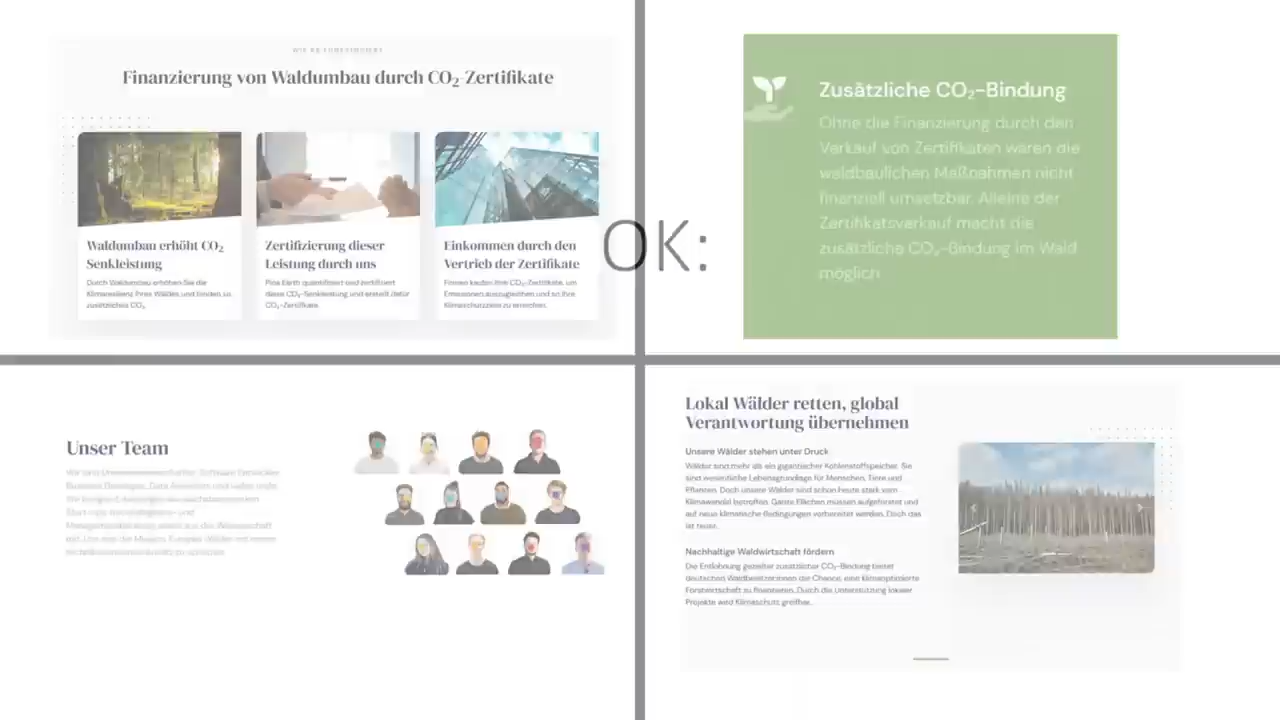 WIE ES FUNKTIONIERT
Finanzierung von Waldumbau durch CO₂-Zertifikate
Waldumbau erhöht CO₂
Senkleistung
Durch Waldumbau erhöhen Sie die
Klimaresilienz Ihres Waldes und binden so
zusätzliches CO₂.
Zertifizierung dieser
Leistung durch uns
Pina Earth quantifiziert und zertifiziert
diese CO₂-Senkleistung und erstellt dafür
CO₂-Zertifikate.
Einkommen durch den
Vertrieb der Zertifikate
Firmen kaufen Ihre CO₂-Zertifikate, um
Emissionen auszugleichen und so ihre
Klimaschutzziele zu erreichen.
OK:
Zusätzliche CO₂-Bindung
Ohne die Finanzierung durch den
Verkauf von Zertifikaten wären die
waldbaulichen Maßnahmen nicht
finanziell umsetzbar. Alleine der
Zertifikatsverkauf macht die
zusätzliche CO₂-Bindung im Wald
möglich
Unser Team
Lokal Wälder retten, global
Verantwortung übernehmen
Unsere Wälder stehen unter Druck
Wälder sind mehr als ein gigantischer Kohlenstoffspeicher. Sie
sind wesentliche Lebensgrundlage für Menschen, Tiere und
Pflanzen. Doch unsere Wälder sind schon heute stark vom
Klimawandel betroffen. Ganze Flächen müssen aufgeforstet und
auf neue klimatische Bedingungen vorbereitet werden. Doch das
ist teuer.
Nachhaltige Waldwirtschaft fördern
Die Entlohnung gezielter zusätzlicher CO₂-Bindung bietet
deutschen Waldbesitzer:innen die Chance, eine klimaoptimierte
Forstwirtschaft zu finanzieren. Durch die Unterstützung lokaler
Projekte wird Klimaschutz greifbar.